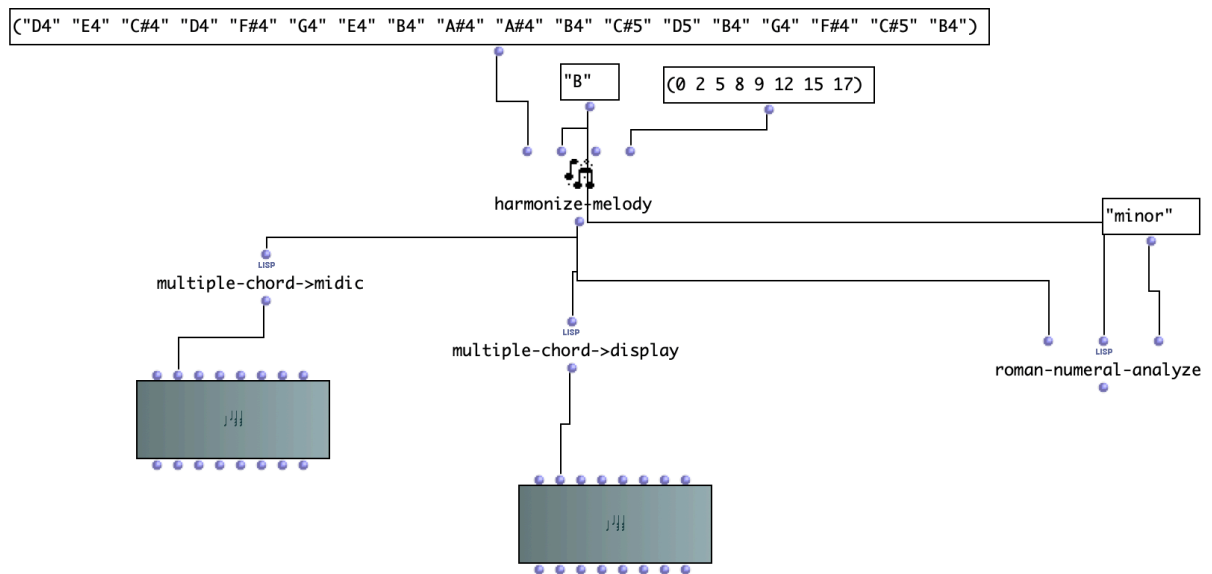 ("D4" "E4" "C#4" "D4" "F#4" "G4" "E4" "B4" "A#4" "A#4" "B4" "C#5" "D5" "B4" "G4" "F#4" "C#5" "B4")
"B"
(0 2 5 8 9 12 15 17)
harmonize-melody
"minor"
LISP
multiple-chord->midic
LISP
multiple-chord->display
LISP
roman-numeral-analyze